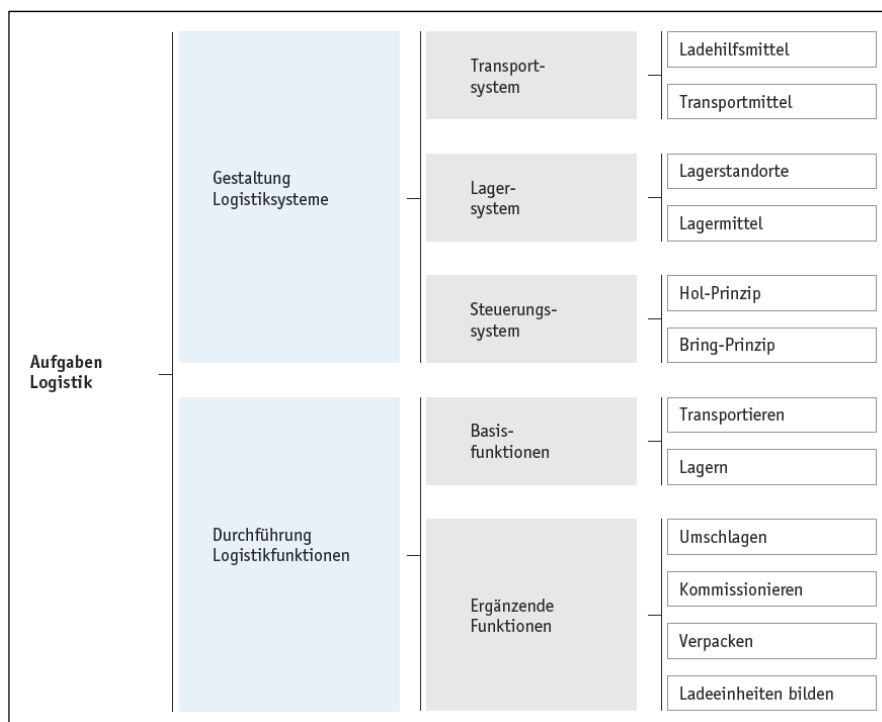 Aufgaben
Logistik
Gestaltung
Logistiksysteme
Transport-
system
Ladehilfsmittel
Transportmittel
Lager-
system
Lagerstandorte
Lagermittel
Steuerungs-
system
Hol-Prinzip
Bring-Prinzip
Durchführung
Logistikfunktionen
Basis-
funktionen
Transportieren
Lagern
Ergänzende
Funktionen
Umschlagen
Kommissionieren
Verpacken
Ladeeinheiten bilden